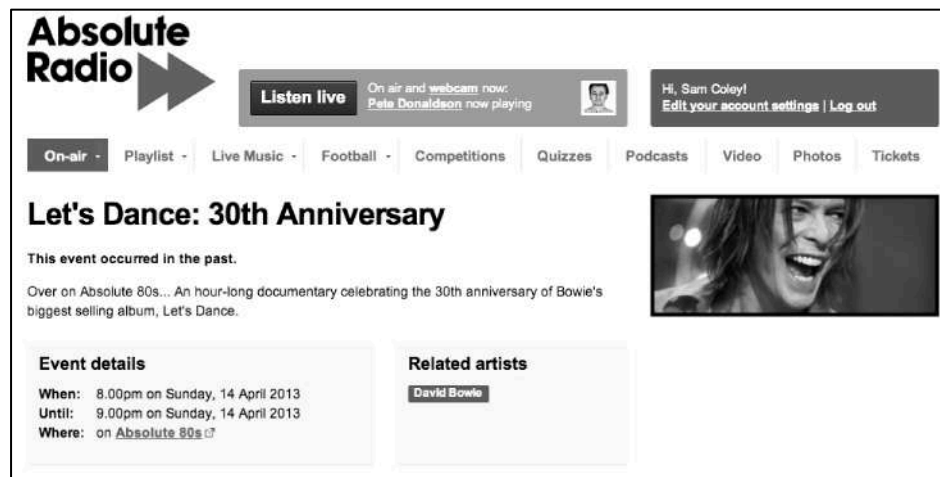 Absolute
Radio
Listen live
On air and webcam now:
Pete Donaldson now playing
Hi, Sam Coley!
Edit your account settings | Log out
On-air
Playlist
Live Music
Football
Competitions
Quizzes
Podcasts
Video
Photos
Tickets
Let's Dance: 30th Anniversary
This event occurred in the past.
Over on Absolute 80s... An hour-long documentary celebrating the 30th anniversary of Bowie's
biggest selling album, Let's Dance.
Event details
When: 8.00pm on Sunday, 14 April 2013
Until: 9.00pm on Sunday, 14 April 2013
Where: on Absolute 80s
Related artists
David Bowie